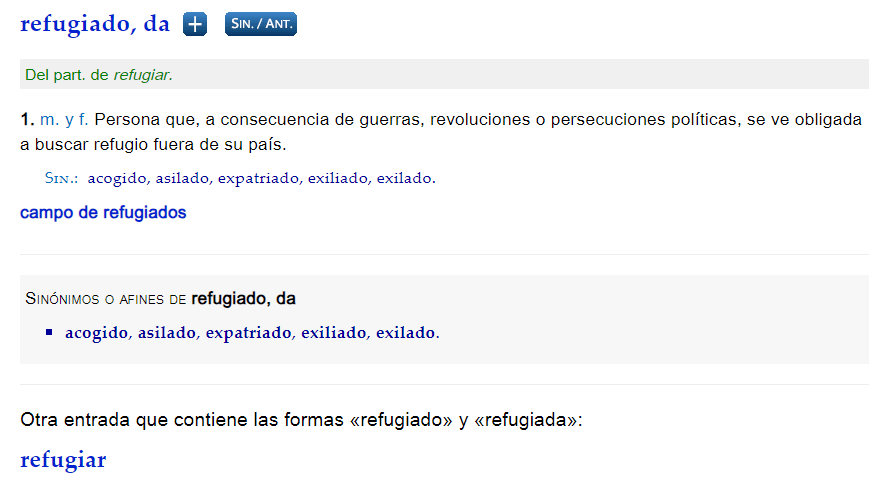 refugiado, da + SIN. / ANT.
Del part. de refugiar.
1. m. y f. Persona que, a consecuencia de guerras, revoluciones o persecuciones políticas, se ve obligada
a buscar refugio fuera de su país.
SIN.: acogido, asilado, expatriado, exiliado, exilado.
campo de refugiados
SINÓNIMOS O AFINES DE refugiado, da
▪ acogido, asilado, expatriado, exiliado, exilado.
Otra entrada que contiene las formas «refugiado» y «refugiada»:
refugiar